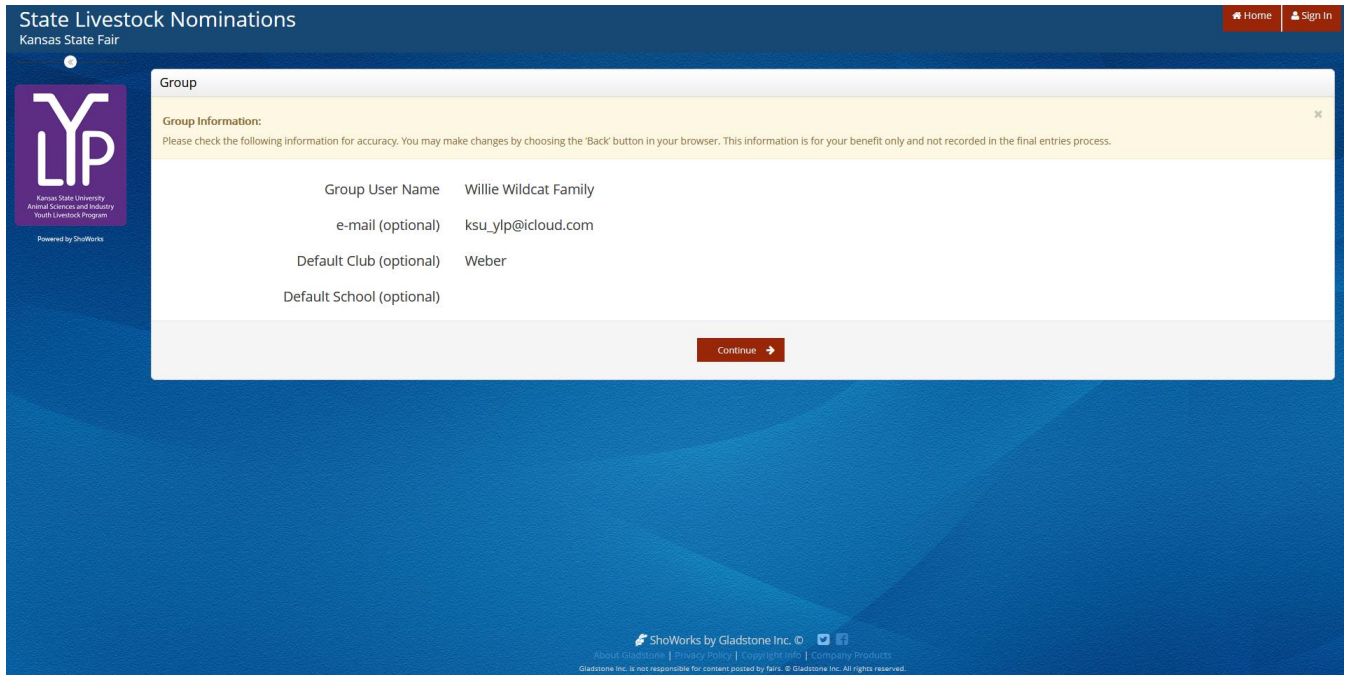 State Livestock Nominations
Kansas State Fair
Home
Sign In
YLP
Kansas State University
Animal Sciences and Industry
Youth Livestock Program
Powered by ShoWorks
Group
Group Information:
Please check the following information for accuracy. You may make changes by choosing the 'Back' button in your browser. This information is for your benefit only and not recorded in the final entries process.
Group User Name Willie Wildcat Family
e-mail (optional) ksu_ylp@icloud.com
Default Club (optional) Weber
Default School (optional)
Continue
ShoWorks by Gladstone Inc. ©
About Gladstone | Privacy Policy | Copyright Info | Company Products
Gladstone Inc. is not responsible for content posted by fairs. © Gladstone Inc. All rights reserved.